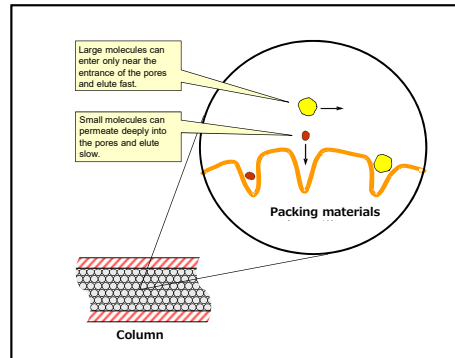 Large molecules can
enter only near the
entrance of the pores
and elute fast.
Small molecules can
permeate deeply into
the pores and elute
slow.
Packing materials
Column